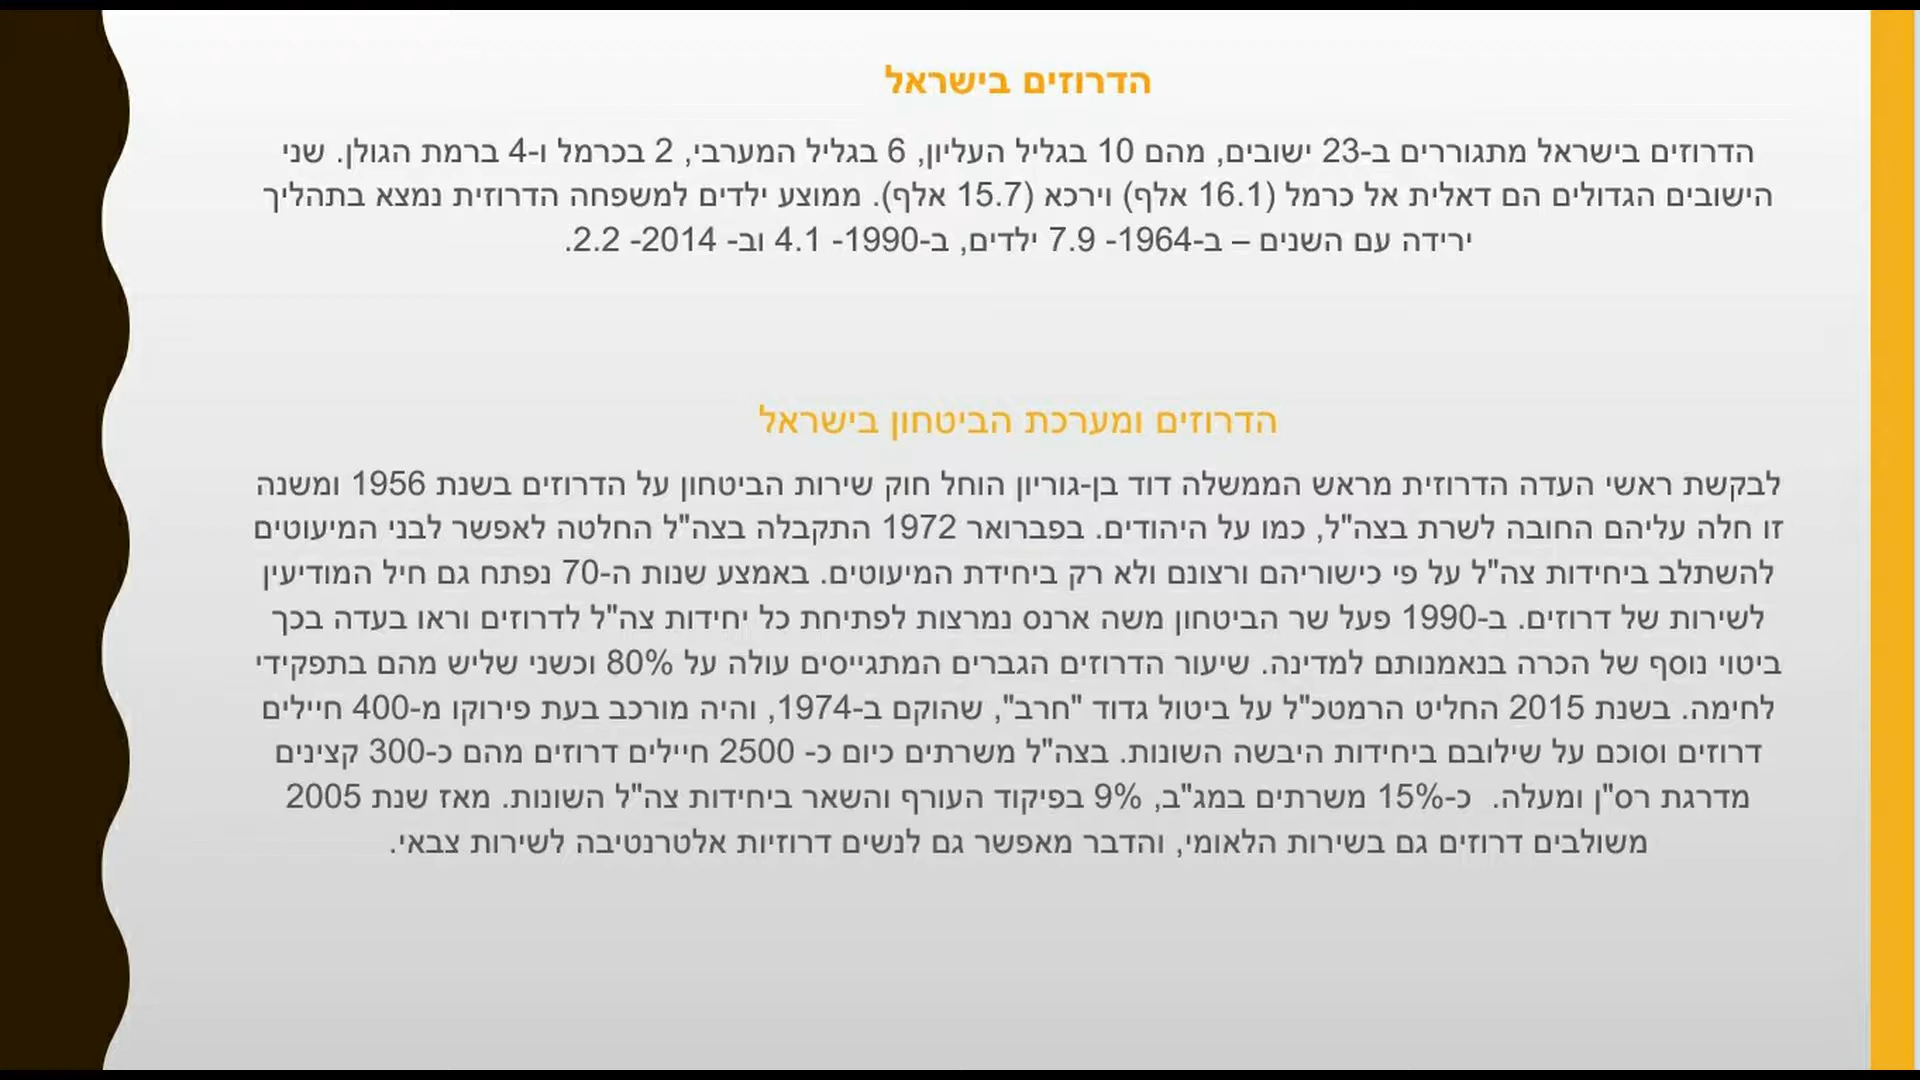 הדרוזים בישראל
הדרוזים בישראל מתגוררים ב-23 ישובים, מהם 10 בגליל העליון, 6 בגליל המערבי, 2 בכרמל ו-4 ברמת הגולן. שני
הישובים הגדולים הם דאלית אל כרמל (16.1 אלף) וירכא (15.7 אלף). ממוצע ילדים למשפחה הדרוזית נמצא בתהליך
ירידה עם השנים – ב-1964- 7.9 ילדים, ב-1990- 4.1 וב- 2014- 2.2.
הדרוזים ומערכת הביטחון בישראל
לבקשת ראשי העדה הדרוזית מראש הממשלה דוד בן-גוריון הוחל חוק שירות הביטחון על הדרוזים בשנת 1956 ומשנה
זו חלה עליהם החובה לשרת בצה"ל, כמו על היהודים. בפברואר 1972 התקבלה בצה"ל החלטה לאפשר לבני המיעוטים
להשתלב ביחידות צה"ל על פי כישוריהם ורצונם ולא רק ביחידת המיעוטים. באמצע שנות ה-70 נפתח גם חיל המודיעין
לשירות של דרוזים. ב-1990 פעל שר הביטחון משה ארנס נמרצות לפתיחת כל יחידות צה"ל לדרוזים וראו בעדה בכך
ביטוי נוסף של הכרה בנאמנותם למדינה. שיעור הדרוזים הגברים המתגייסים עולה על 80% וכשני שליש מהם בתפקידי
לחימה. בשנת 2015 החליט הרמטכ"ל על ביטול גדוד "חרב", שהוקם ב-1974, והיה מורכב בעת פירוקו מ-400 חיילים
דרוזים וסוכם על שילובם ביחידות היבשה השונות. בצה"ל משרתים כיום כ- 2500 חיילים דרוזים מהם כ-300 קצינים
מדרגת רס"ן ומעלה.  כ-15% משרתים במג"ב, 9% בפיקוד העורף והשאר ביחידות צה"ל השונות. מאז שנת 2005
משולבים דרוזים גם בשירות הלאומי, והדבר מאפשר גם לנשים דרוזיות אלטרנטיבה לשירות צבאי.